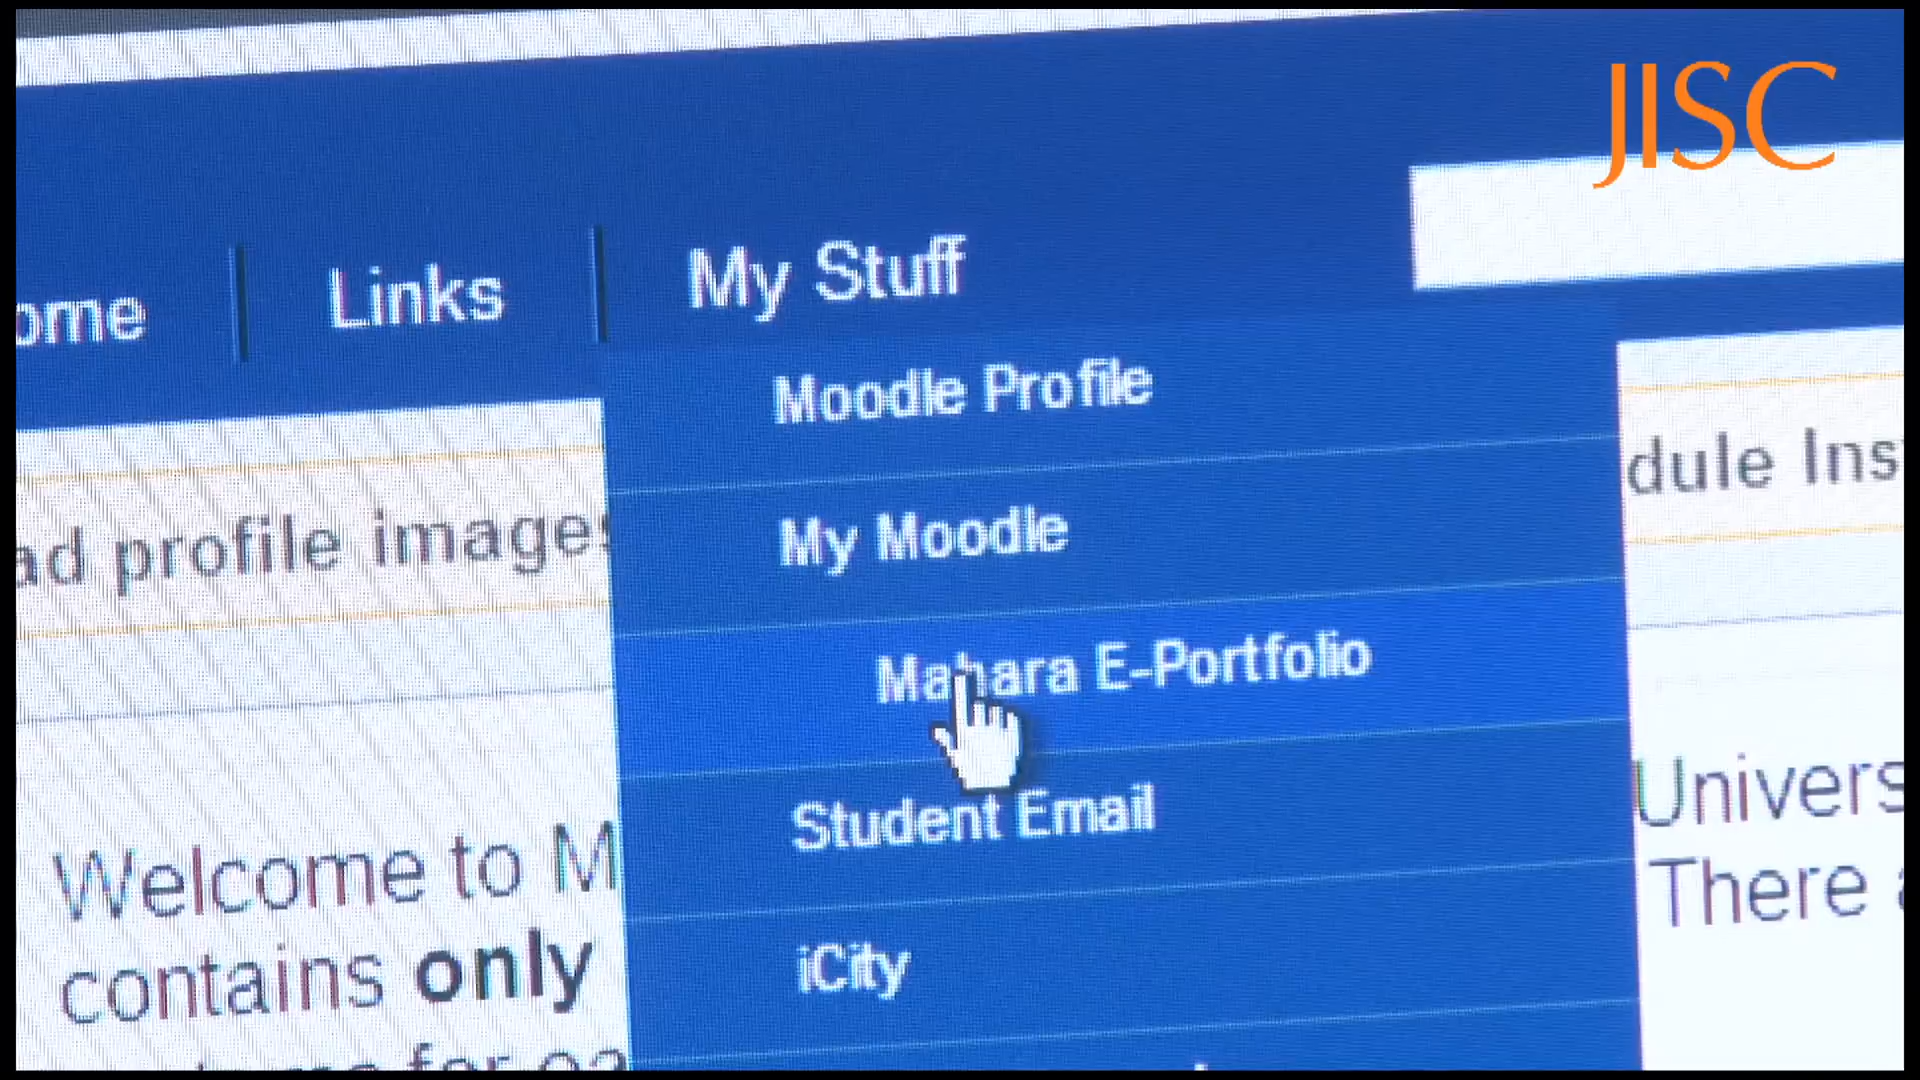 JISC
ome
Links
My Stuff
Moodle Profile
My Moodle
Mahara E-Portfolio
Student Email
iCity
ad profile images
dule Ins
Welcome to M
contains only
Univers
There